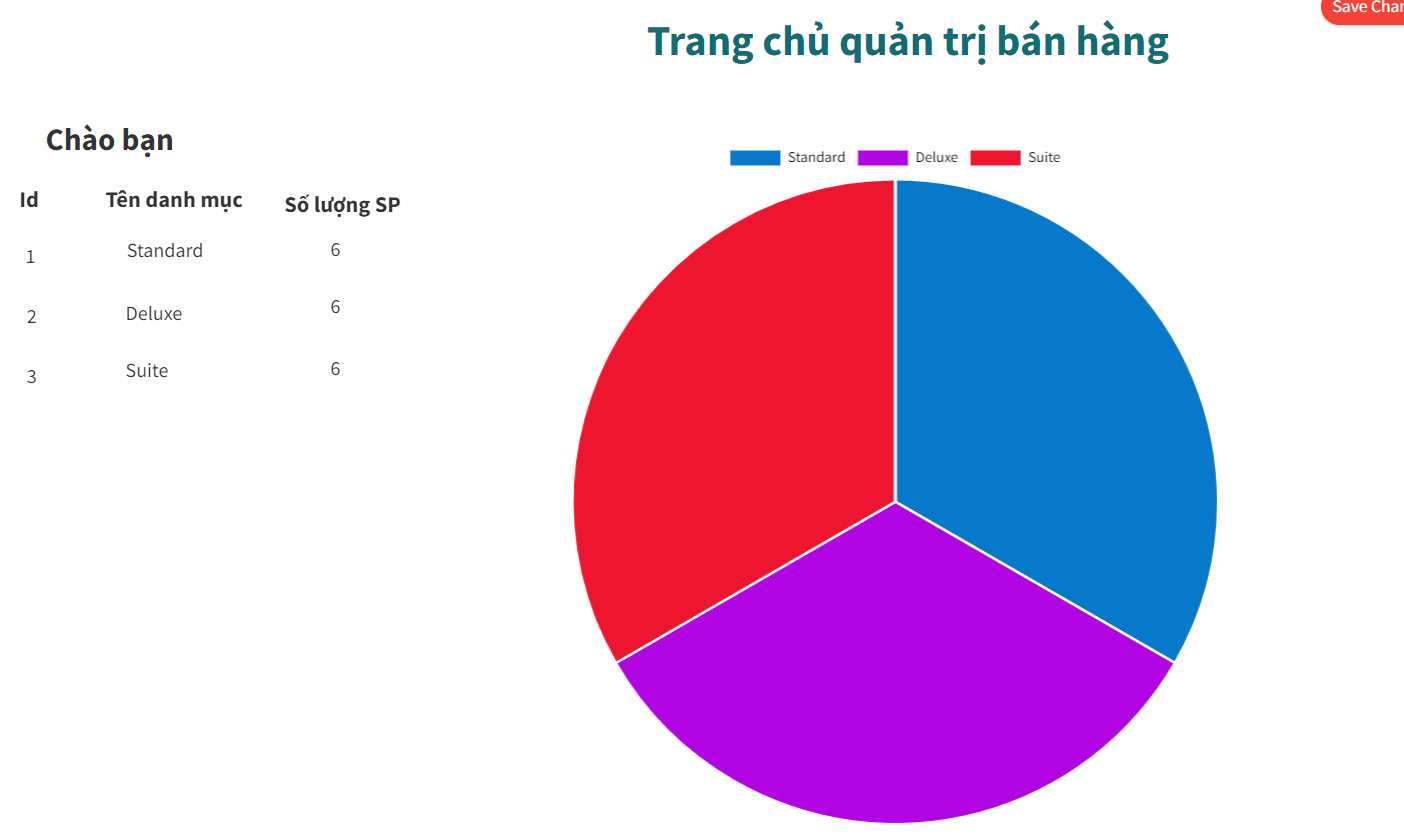 Save Char
Trang chủ quản trị bán hàng
Chào bạn
Standard Deluxe Suite
Id Tên danh mục Số lượng SP
1 Standard 6
2 Deluxe 6
3 Suite 6